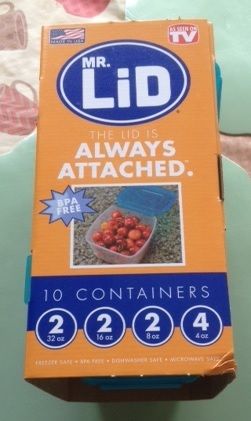 MADE IN USA
AS SEEN ON
TV
MR.
LiD
THE LID IS
ALWAYS
ATTACHED.™
BPA
FREE
10 CONTAINERS
2 2 2 4
32 oz 16 oz 8 oz 4 oz
FREEZER SAFE • BPA FREE • DISHWASHER SAFE • MICROWAVE SAFE